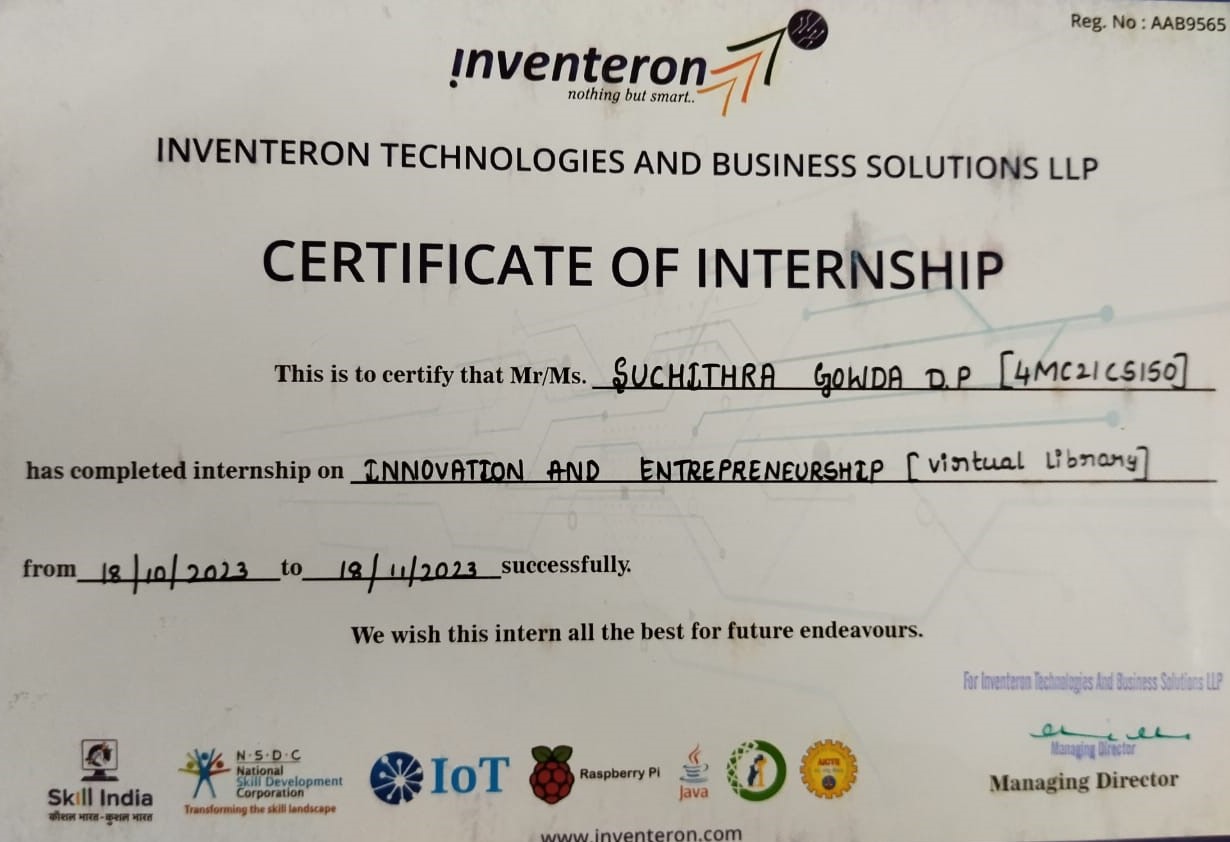 Reg. No : AAB9565
inventeron
nothing but smart..
INVENTERON TECHNOLOGIES AND BUSINESS SOLUTIONS LLP
CERTIFICATE OF INTERNSHIP
This is to certify that Mr/Ms. SUCHITHRA GOWDA D.P [4MC21CS150]
has completed internship on INNOVATION AND ENTREPRENEURSHIP [virtual Library]
from 18/10/2023 to 18/11/2023 successfully.
We wish this intern all the best for future endeavours.
For Inventeron Technologies And Business Solutions LLP
Managing Director
Managing Director
Skill India
कौशल भारत-कुशल भारत
N·S·D·C
National
Skill Development
Corporation
Transforming the skill landscape
IoT
Raspberry Pi
Java
AICTE
www.inventeron.com